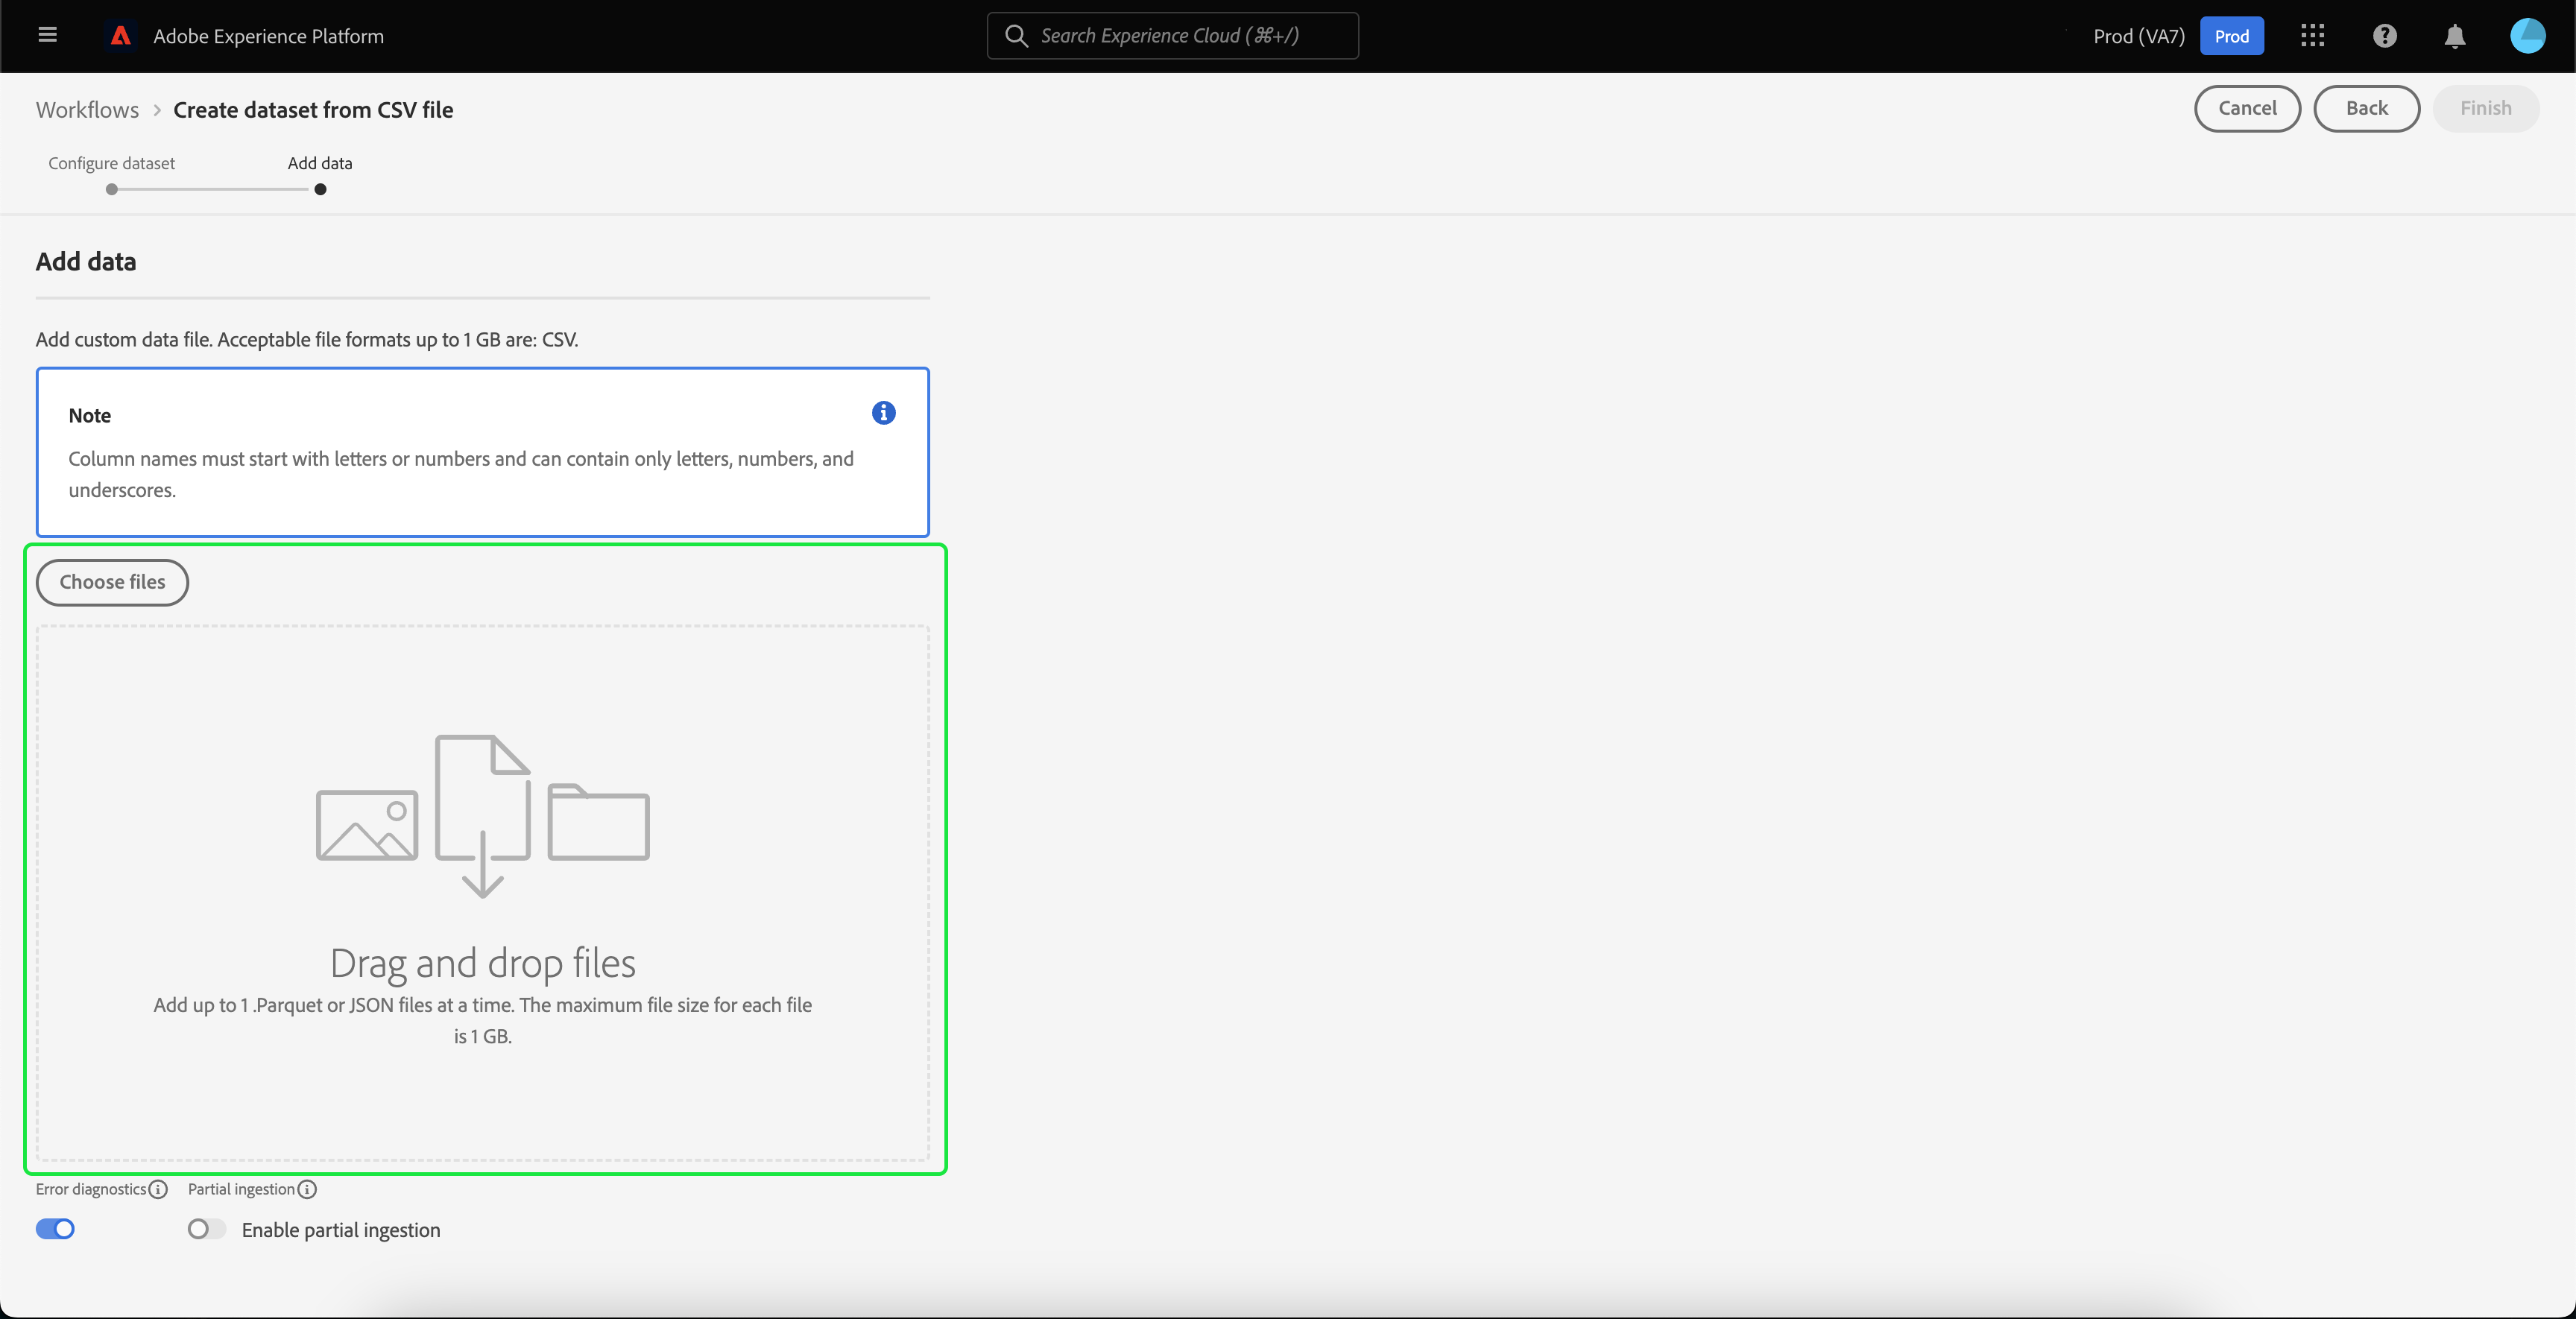 Adobe Experience Platform
Search Experience Cloud (⌘+/)
Prod (VA7)
Prod
Workflows > Create dataset from CSV file
Cancel
Back
Finish
Configure dataset
Add data
Add data
Add custom data file. Acceptable file formats up to 1 GB are: CSV.
Note
Column names must start with letters or numbers and can contain only letters, numbers, and
underscores.
Choose files
Drag and drop files
Add up to 1 .Parquet or JSON files at a time. The maximum file size for each file
is 1 GB.
Error diagnostics
Partial ingestion
Enable partial ingestion